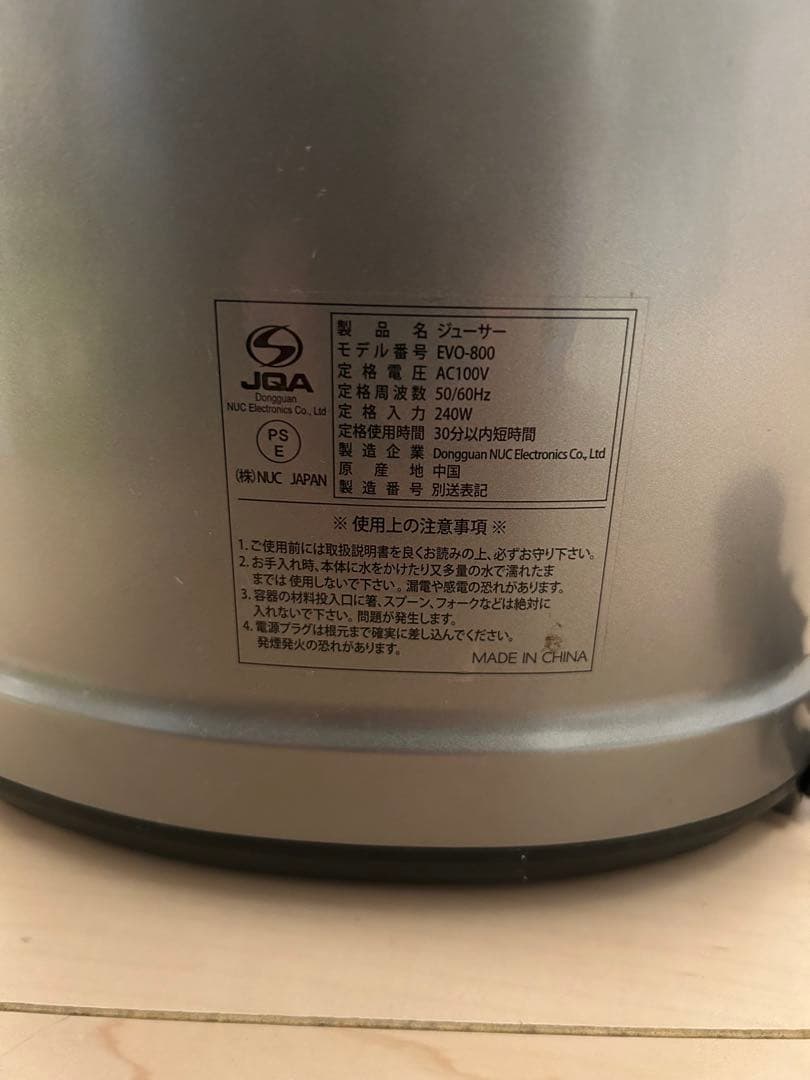 JQA
Dongguan
NUC Electronics Co., Ltd
PS
E
(株)NUC JAPAN
製品名 ジューサー
モデル番号 EVO-800
定格電圧 AC100V
定格周波数 50/60Hz
定格入力 240W
定格使用時間 30分以内短時間
製造企業 Dongguan NUC Electronics Co., Ltd
原産地 中国
製造番号 別送表記
※ 使用上の注意事項 ※
1. ご使用前には取扱説明書を良くお読みの上、必ずお守り下さい。
2. お手入れ時、本体に水をかけたり又多量の水で濡れたま
までは 使用しないで下さい。漏電や感電の恐れがあります。
3. 容器の材料投入口に箸、スプーン、フォークなどは絶対に
入れないで下さい。問題が発生します。
4. 電源プラグは根元まで確実に差し込んでください。
発煙発火の恐れがあります。
MADE IN CHINA